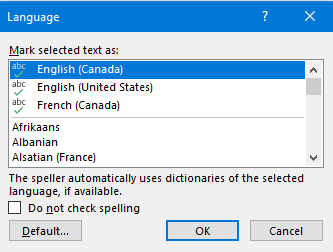 Language ? ×
Mark selected text as:
abc English (Canada)
abc English (United States)
abc French (Canada)
Afrikaans
Albanian
Alsatian (France)
The speller automatically uses dictionaries of the selected
language, if available.
Do not check spelling
Default... OK Cancel